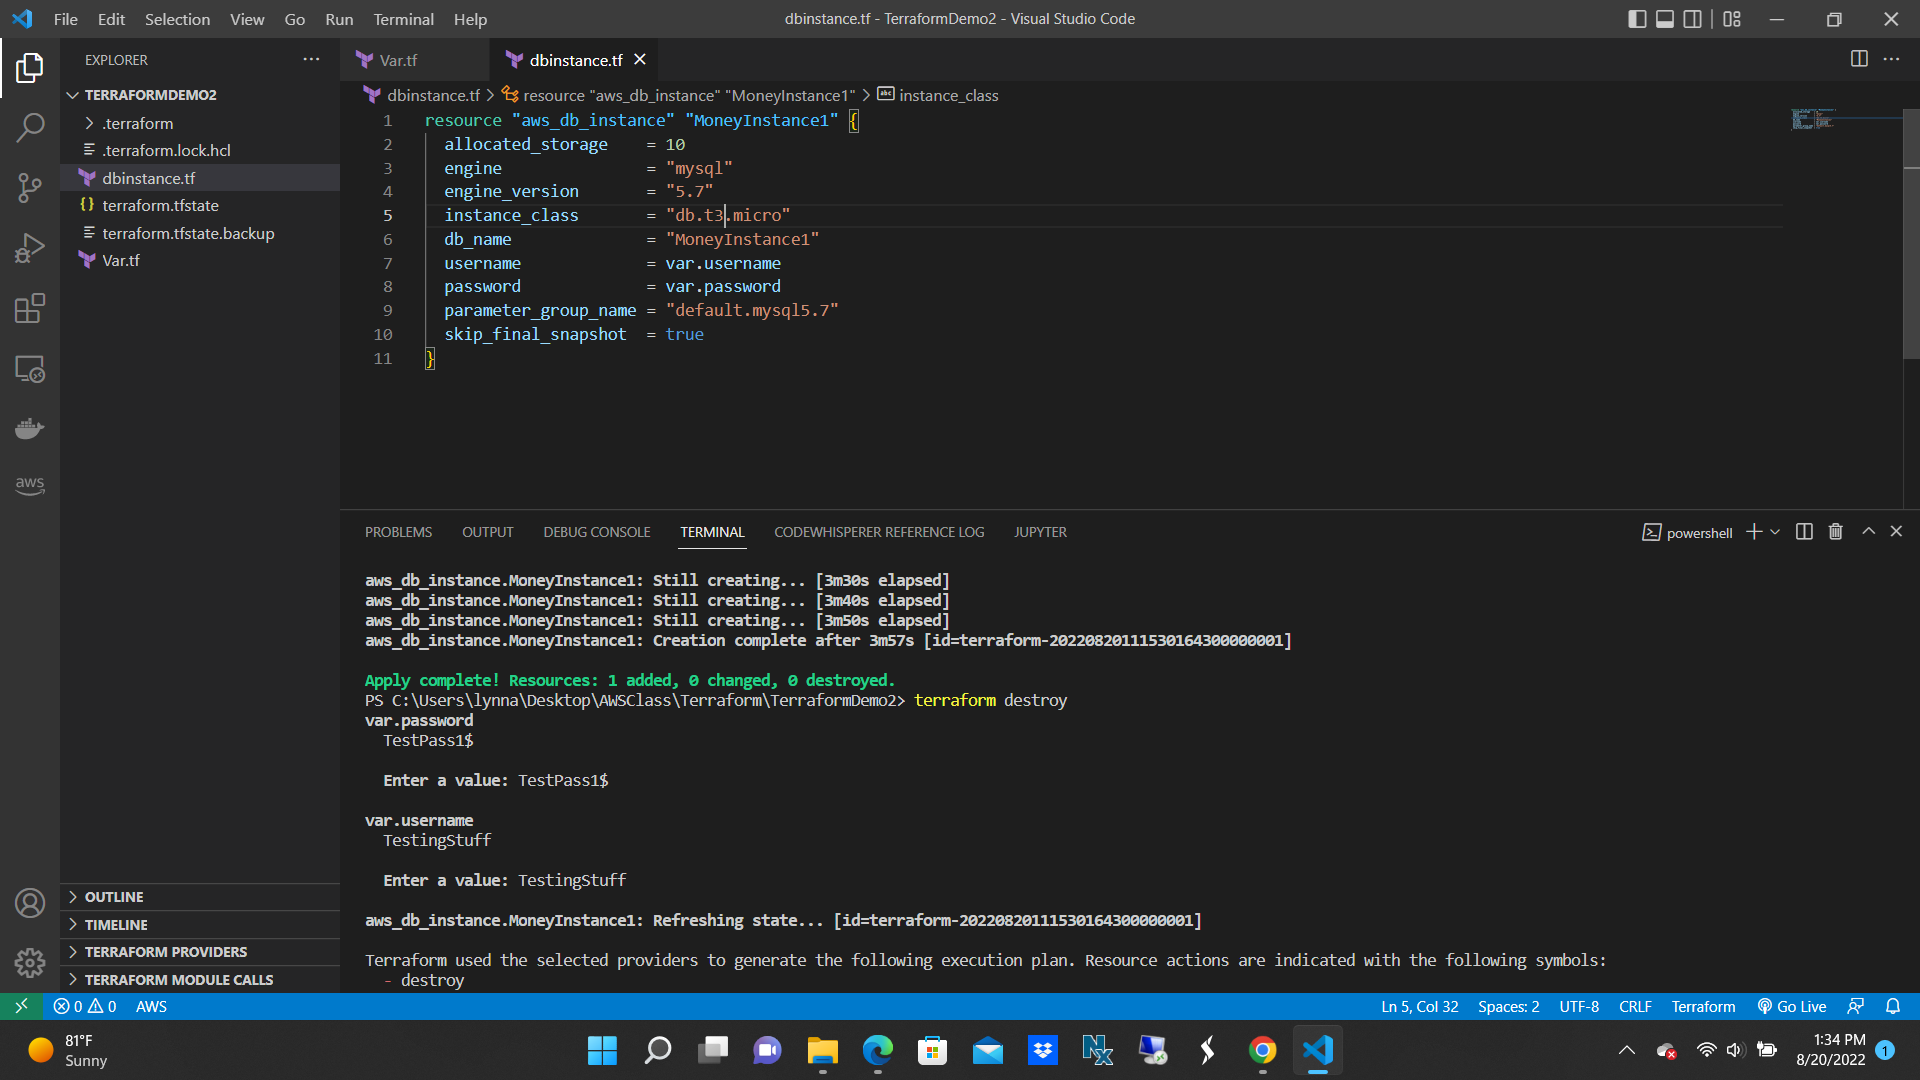 File Edit Selection View Go Run Terminal Help
dbinstance.tf - TerraformDemo2 - Visual Studio Code
EXPLORER
TERRAFORMDEMO2
.terraform
.terraform.lock.hcl
dbinstance.tf
terraform.tfstate
terraform.tfstate.backup
Var.tf
aws
OUTLINE
TIMELINE
TERRAFORM PROVIDERS
TERRAFORM MODULE CALLS
Var.tf dbinstance.tf
dbinstance.tf > resource "aws_db_instance" "MoneyInstance1" > abc instance_class
1 resource "aws_db_instance" "MoneyInstance1" {
2 allocated_storage = 10
3 engine = "mysql"
4 engine_version = "5.7"
5 instance_class = "db.t3.micro"
6 db_name = "MoneyInstance1"
7 username = var.username
8 password = var.password
9 parameter_group_name = "default.mysql5.7"
10 skip_final_snapshot = true
11 }
PROBLEMS OUTPUT DEBUG CONSOLE TERMINAL CODEWHISPERER REFERENCE LOG JUPYTER powershell
aws_db_instance.MoneyInstance1: Still creating... [3m30s elapsed]
aws_db_instance.MoneyInstance1: Still creating... [3m40s elapsed]
aws_db_instance.MoneyInstance1: Still creating... [3m50s elapsed]
aws_db_instance.MoneyInstance1: Creation complete after 3m57s [id=terraform-20220820111530164300000001]
Apply complete! Resources: 1 added, 0 changed, 0 destroyed.
PS C:\Users\lynna\Desktop\AWSClass\Terraform\TerraformDemo2> terraform destroy
var.password
TestPass1$
Enter a value: TestPass1$
var.username
TestingStuff
Enter a value: TestingStuff
aws_db_instance.MoneyInstance1: Refreshing state... [id=terraform-20220820111530164300000001]
Terraform used the selected providers to generate the following execution plan. Resource actions are indicated with the following symbols:
- destroy
0 0 AWS
Ln 5, Col 32 Spaces: 2 UTF-8 CRLF Terraform Go Live
81°F
Sunny
1:34 PM
8/20/2022
1